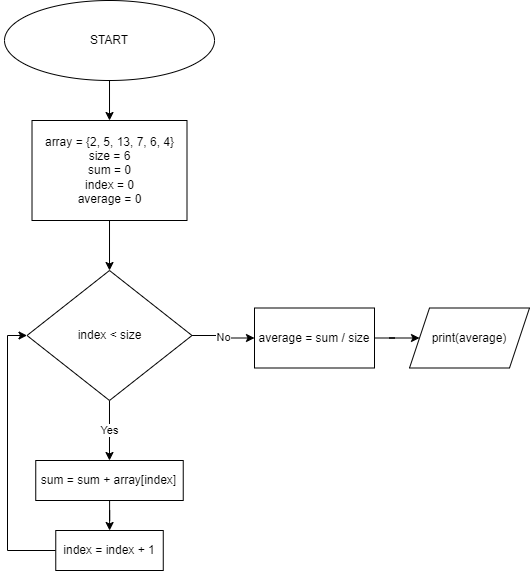 START
array = {2, 5, 13, 7, 6, 4}
size = 6
sum = 0
index = 0
average = 0
index < size
No
average = sum / size
print(average)
Yes
sum = sum + array[index]
index = index + 1